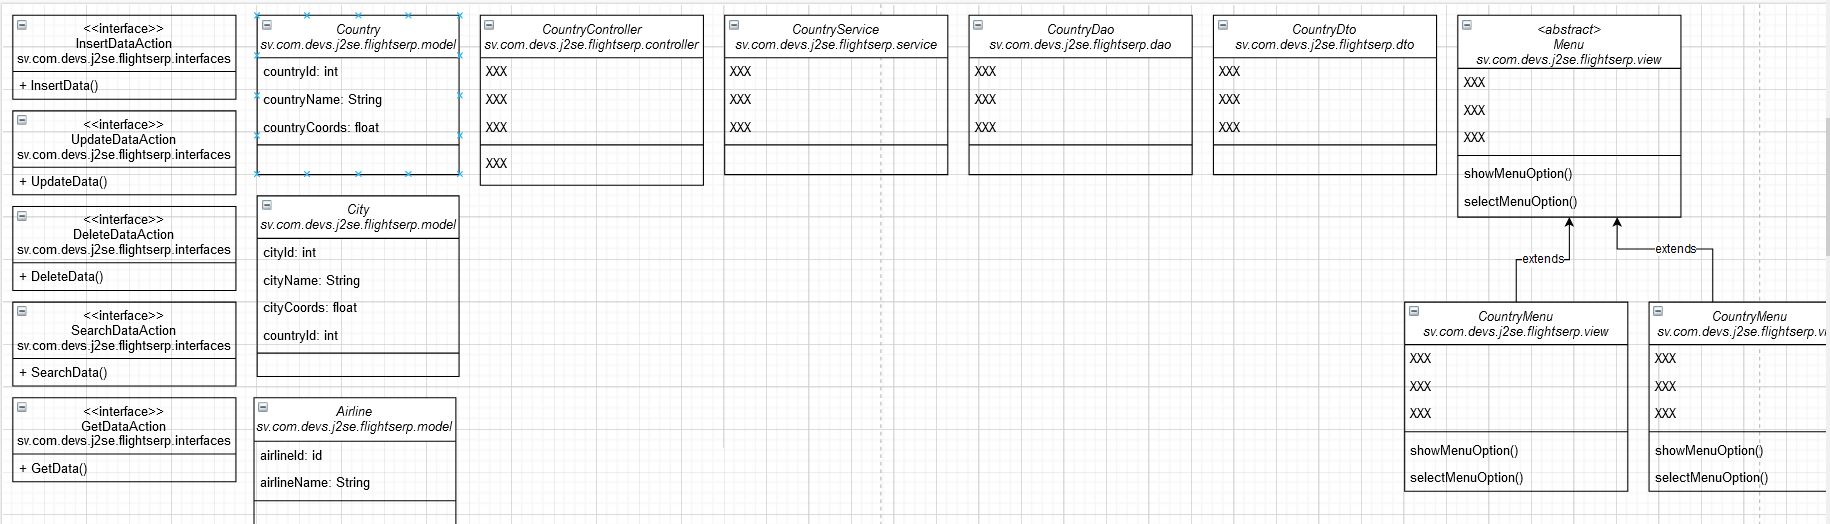 <<interface>>
InsertDataAction
sv.com.devs.j2se.flightserp.interfaces
+ InsertData()
<<interface>>
UpdateDataAction
sv.com.devs.j2se.flightserp.interfaces
+ UpdateData()
<<interface>>
DeleteDataAction
sv.com.devs.j2se.flightserp.interfaces
+ DeleteData()
<<interface>>
SearchDataAction
sv.com.devs.j2se.flightserp.interfaces
+ SearchData()
<<interface>>
GetDataAction
sv.com.devs.j2se.flightserp.interfaces
+ GetData()
Country
sv.com.devs.j2se.flightserp.model
countryId: int
countryName: String
countryCoords: float
City
sv.com.devs.j2se.flightserp.model
cityId: int
cityName: String
cityCoords: float
countryId: int
Airline
sv.com.devs.j2se.flightserp.model
airlineId: id
airlineName: String
CountryController
sv.com.devs.j2se.flightserp.controller
XXX
XXX
XXX
XXX
CountryService
sv.com.devs.j2se.flightserp.service
XXX
XXX
XXX
CountryDao
sv.com.devs.j2se.flightserp.dao
XXX
XXX
XXX
CountryDto
sv.com.devs.j2se.flightserp.dto
XXX
XXX
XXX
<abstract>
Menu
sv.com.devs.j2se.flightserp.view
XXX
XXX
XXX
showMenuOption()
selectMenuOption()
extends
extends
CountryMenu
sv.com.devs.j2se.flightserp.view
XXX
XXX
XXX
showMenuOption()
selectMenuOption()
CountryMenu
sv.com.devs.j2se.flightserp.vi
XXX
XXX
XXX
showMenuOption()
selectMenuOption()